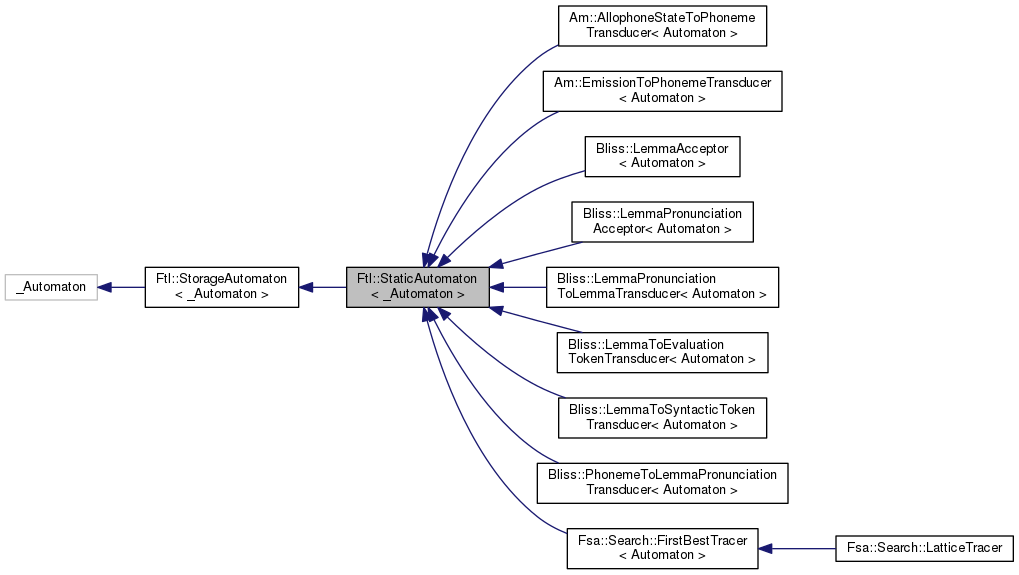 Am::AllophoneStateToPhoneme
Transducer< Automaton >
Am::EmissionToPhonemeTransducer
< Automaton >
Bliss::LemmaAcceptor
< Automaton >
Bliss::LemmaPronunciation
Acceptor< Automaton >
_Automaton
Ftl::StorageAutomaton
< _Automaton >
Ftl::StaticAutomaton
< _Automaton >
Bliss::LemmaPronunciation
ToLemmaTransducer< Automaton >
Bliss::LemmaToEvaluation
TokenTransducer< Automaton >
Bliss::LemmaToSyntacticToken
Transducer< Automaton >
Bliss::PhonemeToLemmaPronunciation
Transducer< Automaton >
Fsa::Search::FirstBestTracer
< Automaton >
Fsa::Search::LatticeTracer